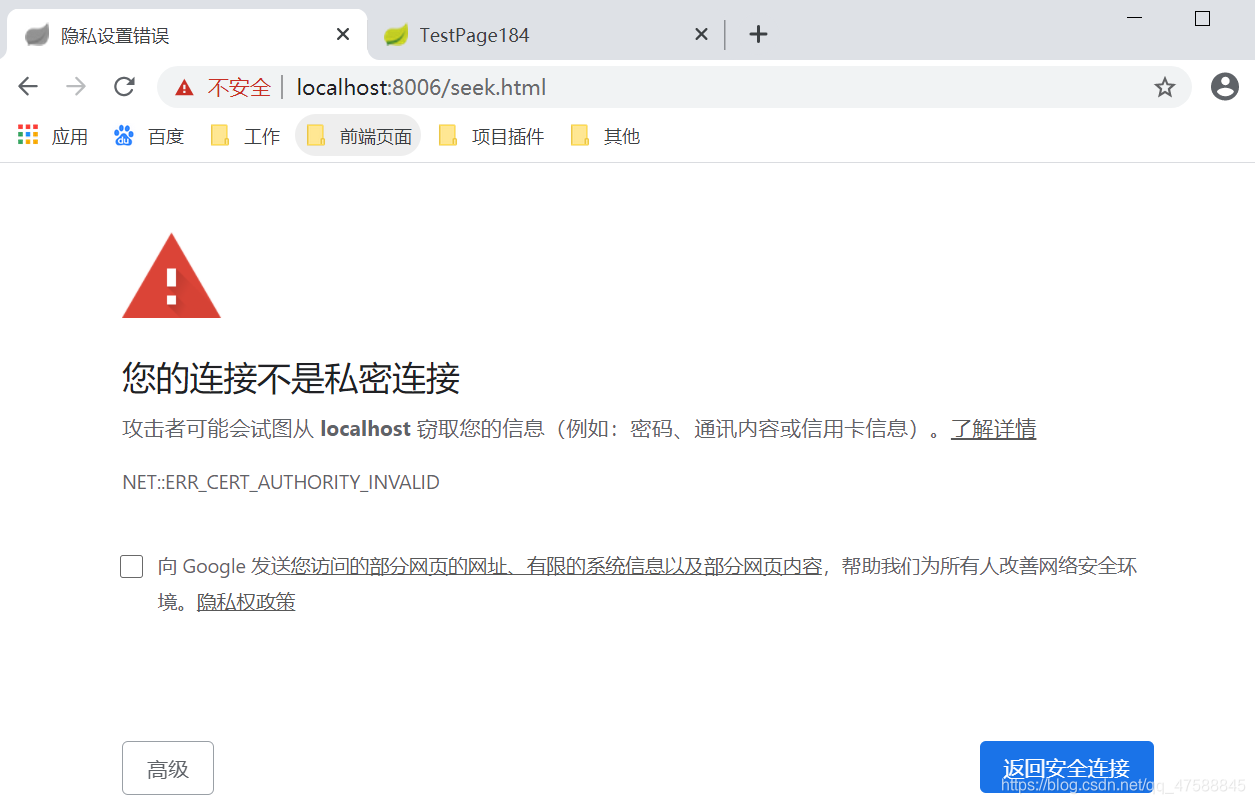 隐私设置错误
TestPage184
不安全 localhost:8006/seek.html
应用 百度 工作 前端页面 项目插件 其他
您的连接不是私密连接
攻击者可能会试图从 localhost 窃取您的信息（例如：密码、通讯内容或信用卡信息）。了解详情
NET::ERR_CERT_AUTHORITY_INVALID
向 Google 发送您访问的部分网页的网址、有限的系统信息以及部分网页内容，帮助我们为所有人改善网络安全环
境。隐私权政策
高级
返回安全连接
https://blog.csdn.net/qq_47588845